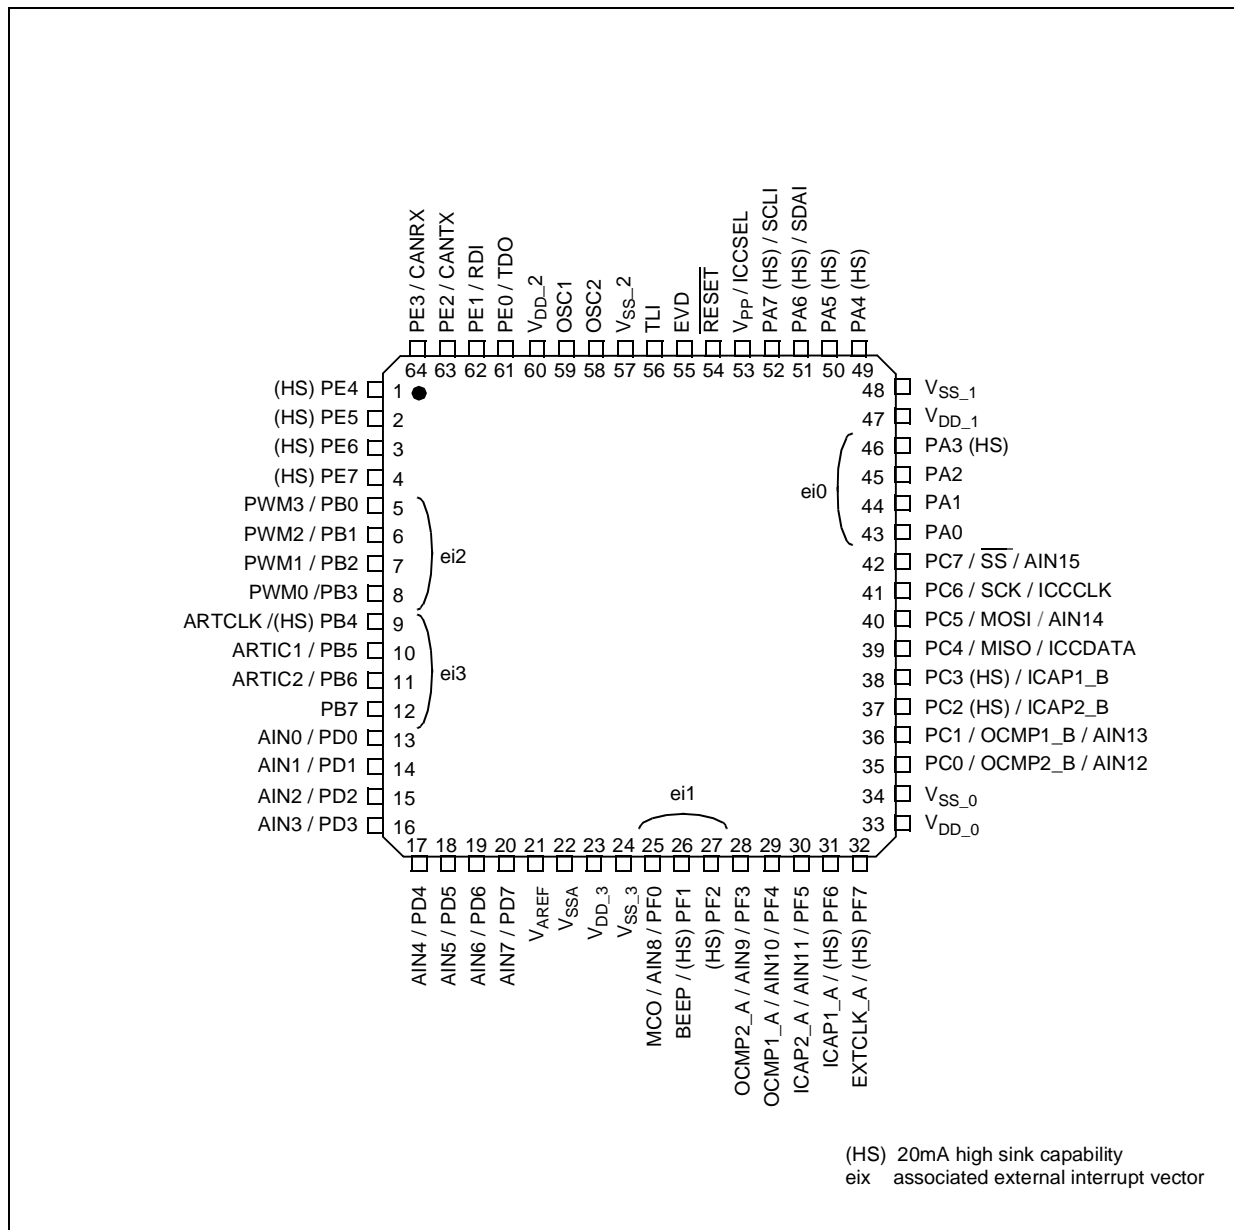 PE3 / CANRX
PE2 / CANTX
PE1 / RDI
PE0 / TDO
VDD_2
OSC1
OSC2
VSS_2
TLI
EVD
RESET
VPP / ICCSEL
PA7 (HS) / SCLI
PA6 (HS) / SDAI
PA5 (HS)
PA4 (HS)
64 63 62 61 60 59 58 57 56 55 54 53 52 51 50 49
(HS) PE4 1
(HS) PE5 2
(HS) PE6 3
(HS) PE7 4
PWM3 / PB0 5
PWM2 / PB1 6
PWM1 / PB2 7
PWM0 /PB3 8
ei2
ARTCLK /(HS) PB4 9
ARTIC1 / PB5 10
ARTIC2 / PB6 11
PB7 12
ei3
AIN0 / PD0 13
AIN1 / PD1 14
AIN2 / PD2 15
AIN3 / PD3 16
48 VSS_1
47 VDD_1
46 PA3 (HS)
45 PA2
44 PA1
43 PA0
ei0
42 PC7 / SS / AIN15
41 PC6 / SCK / ICCCLK
40 PC5 / MOSI / AIN14
39 PC4 / MISO / ICCDATA
38 PC3 (HS) / ICAP1_B
37 PC2 (HS) / ICAP2_B
36 PC1 / OCMP1_B / AIN13
35 PC0 / OCMP2_B / AIN12
34 VSS_0
33 VDD_0
ei1
17 18 19 20 21 22 23 24 25 26 27 28 29 30 31 32
AIN4 / PD4
AIN5 / PD5
AIN6 / PD6
AIN7 / PD7
VAREF
VSSA
VDD_3
VSS_3
MCO / AIN8 / PF0
BEEP / (HS) PF1
(HS) PF2
OCMP2_A / AIN9 / PF3
OCMP1_A / AIN10 / PF4
ICAP2_A / AIN11 / PF5
ICAP1_A / (HS) PF6
EXTCLK_A / (HS) PF7
(HS) 20mA high sink capability
eix associated external interrupt vector